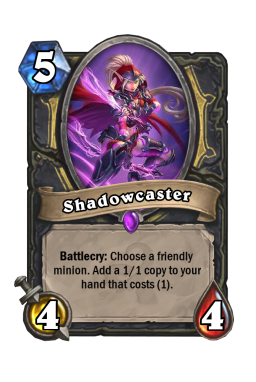 5
Shadowcaster
Battlecry: Choose a friendly
minion. Add a 1/1 copy to your
hand that costs (1).
4
4